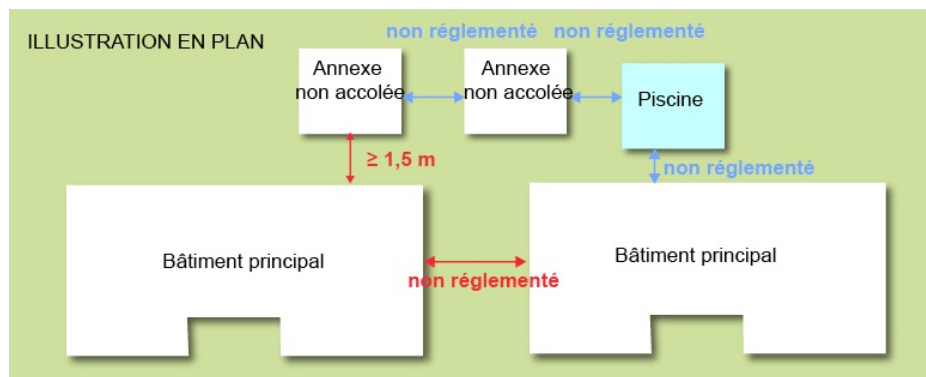 ILLUSTRATION EN PLAN
non réglementé
non réglementé
Annexe
non accolée
Annexe
non accolée
Piscine
≥ 1,5 m
non réglementé
Bâtiment principal
non réglementé
Bâtiment principal